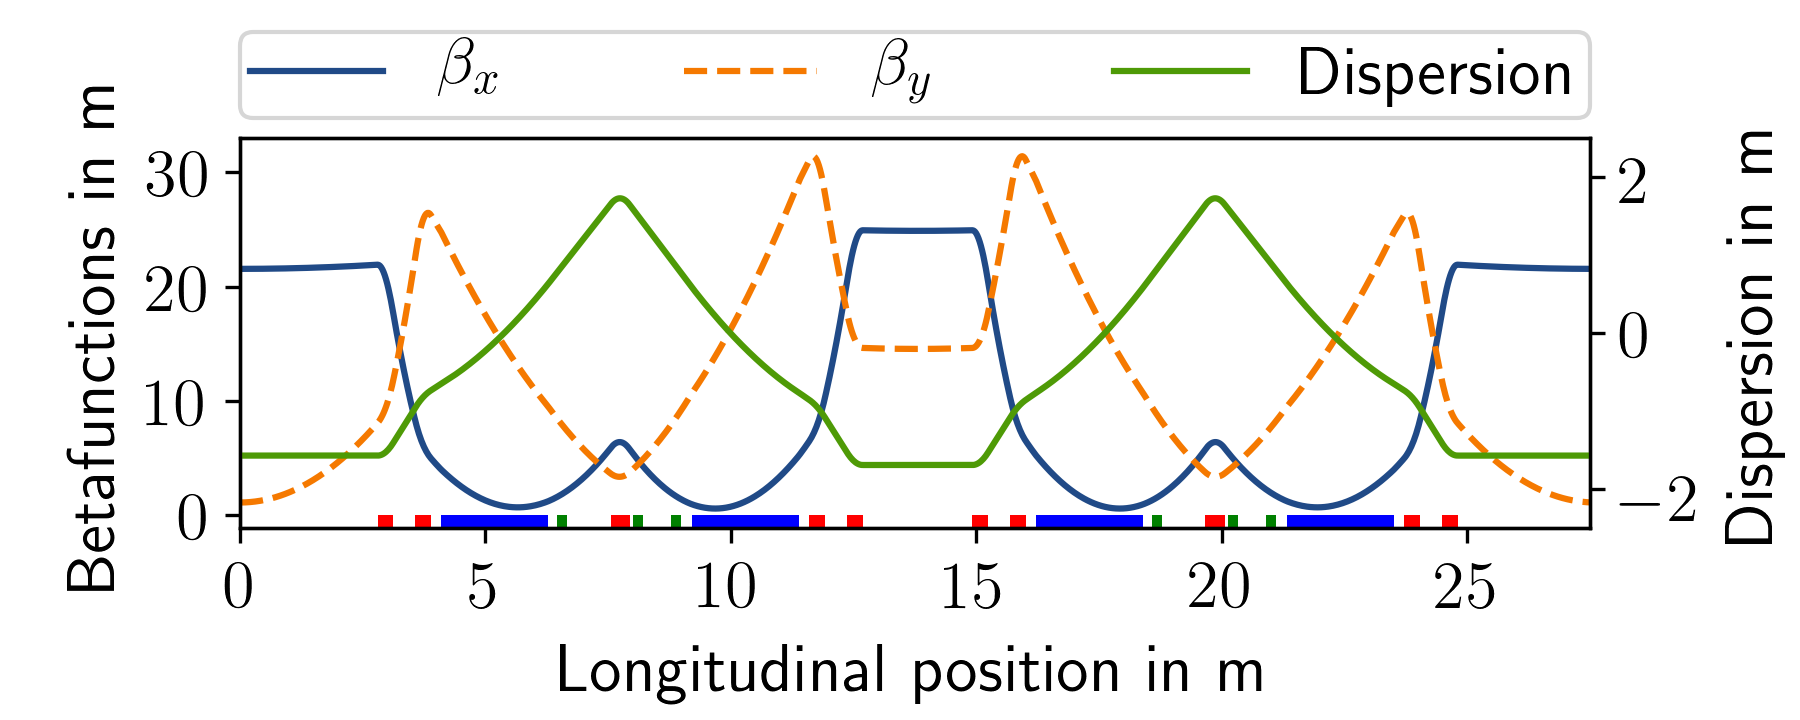 βx βy Dispersion
Betafunctions in m
30
20
10
0
2
0
−2
Dispersion in m
0 5 10 15 20 25
Longitudinal position in m